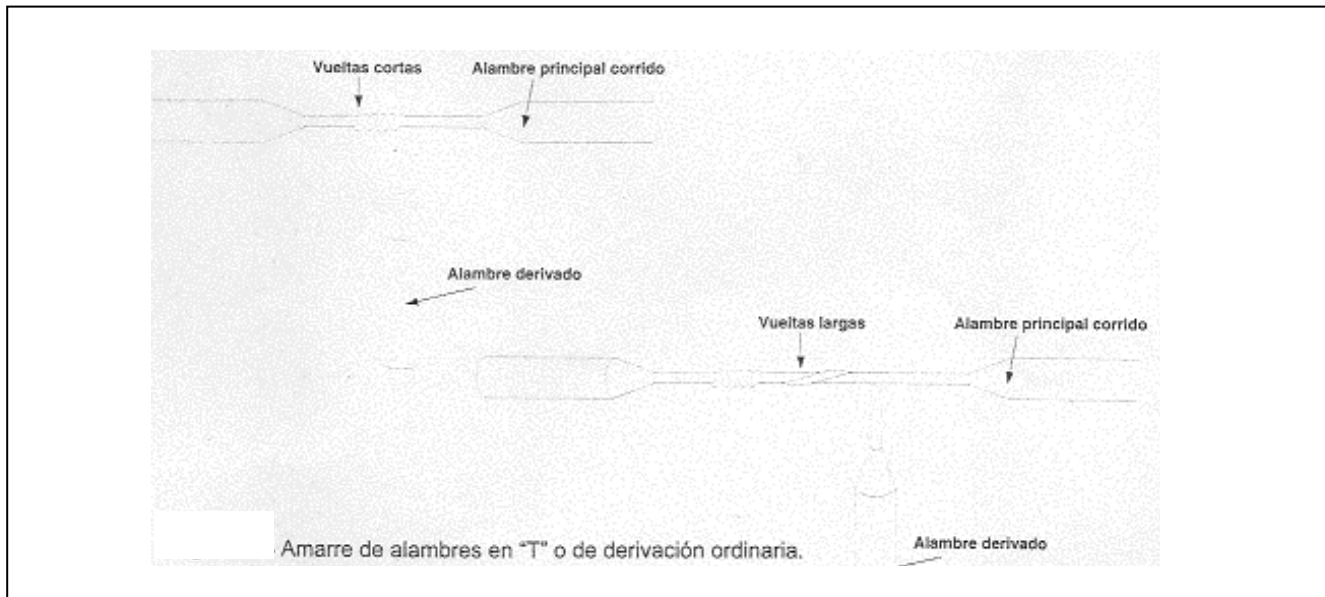 Vueltas cortas
Alambre principal corrido
Alambre derivado
Vueltas largas
Alambre principal corrido
Amarre de alambres en “T” o de derivación ordinaria.
Alambre derivado